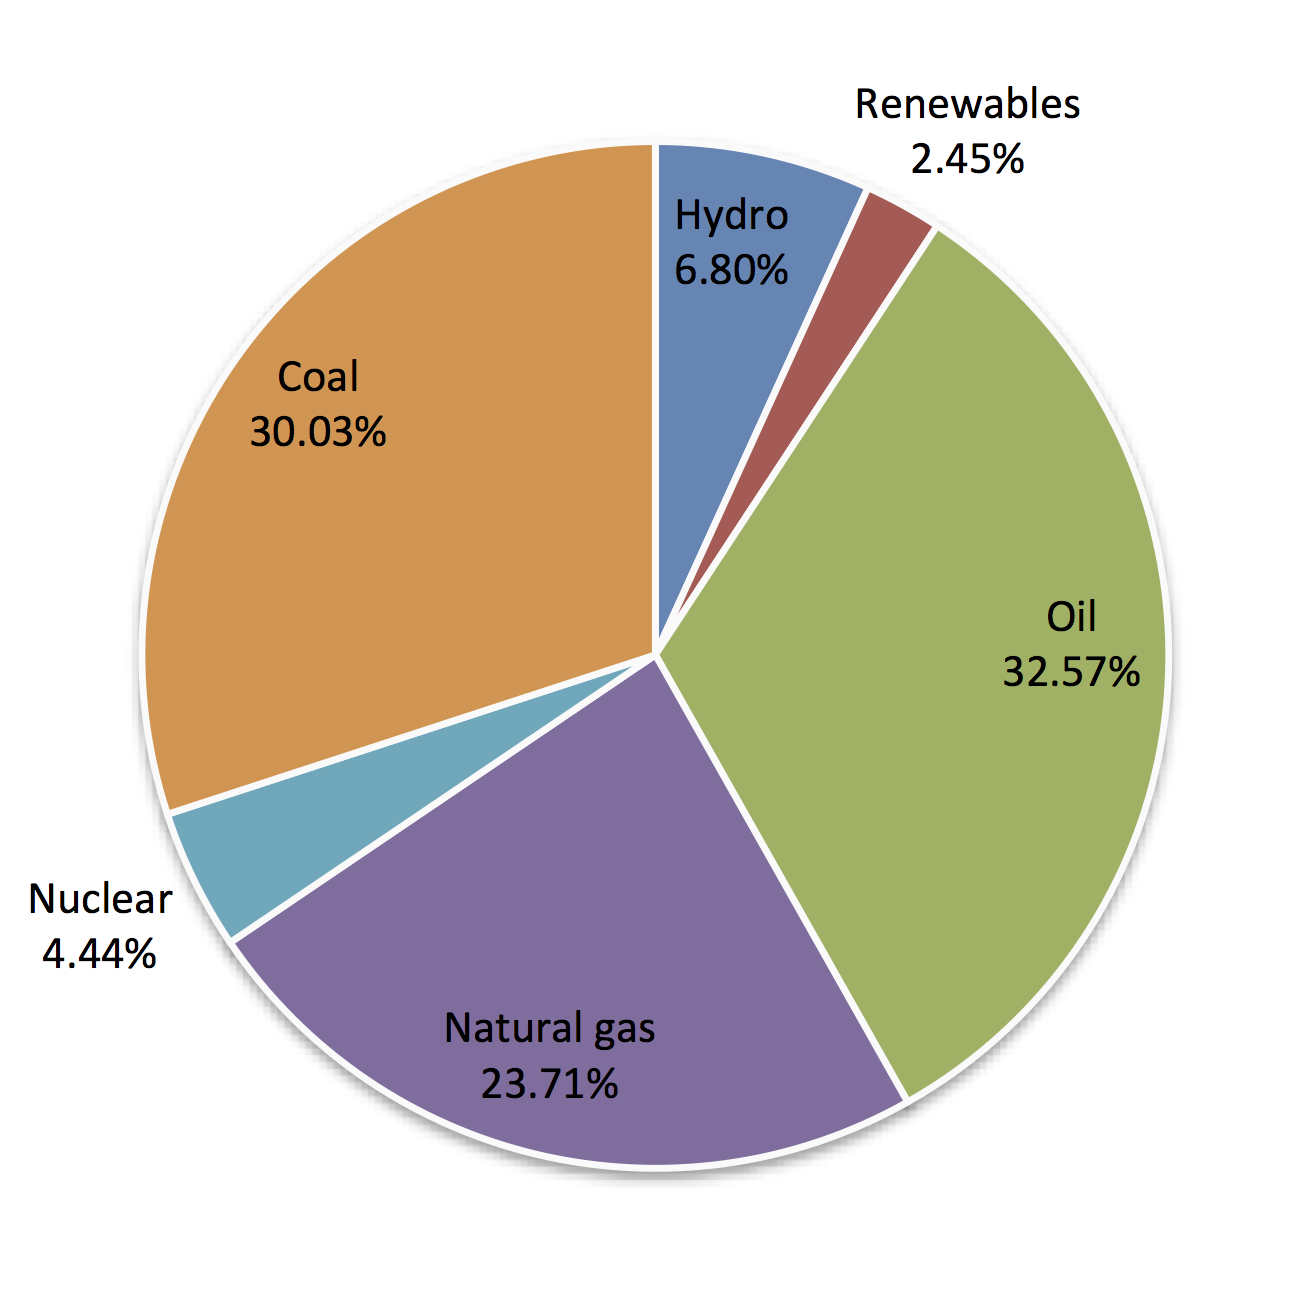 Renewables
2.45%
Hydro
6.80%
Coal
30.03%
Oil
32.57%
Nuclear
4.44%
Natural gas
23.71%